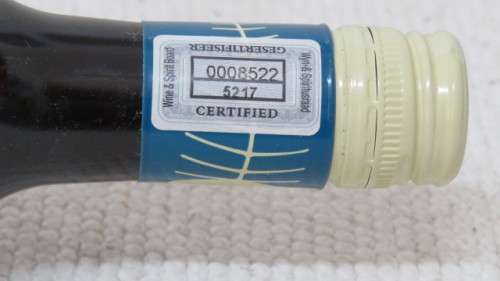 GESERTIFISEER
Wine & Spirit Board
0008522
5217
Wyn & Spiritusraad
CERTIFIED